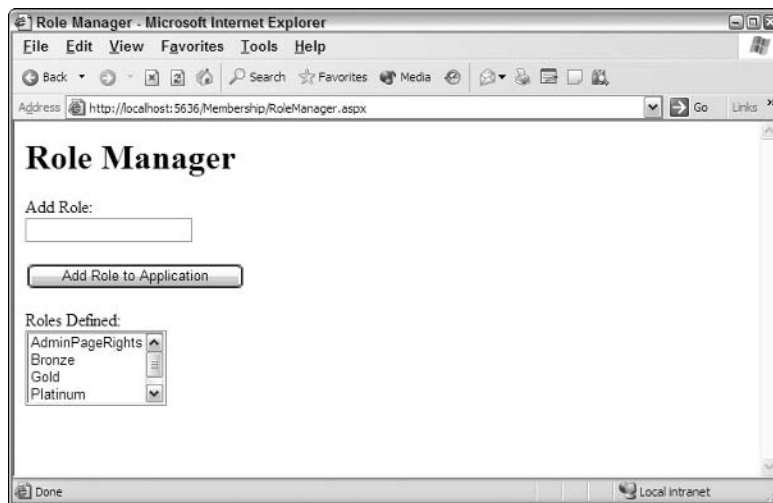 Role Manager - Microsoft Internet Explorer
File Edit View Favorites Tools Help
Back Search Favorites Media
Address http://localhost:5636/Membership/RoleManager.aspx Go Links »
Role Manager
Add Role:
Add Role to Application
Roles Defined:
AdminPageRights
Bronze
Gold
Platinum
Done Local intranet